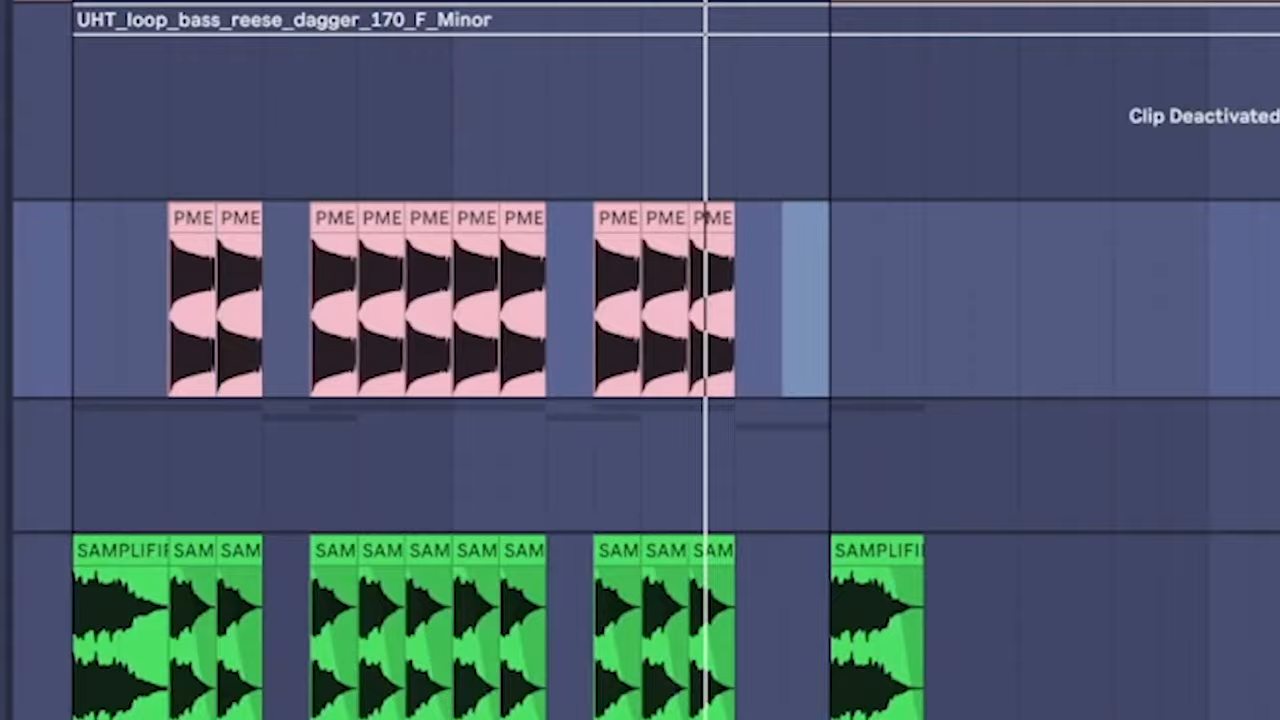 UHT_loop_bass_reese_dagger_170_F_Minor
Clip Deactivated
PME PME PME PME PME PME PME PME PME PME
SAMPLIFI SAM SAM SAM SAM SAM SAM SAM SAM SAM SAM SAMPLIFI